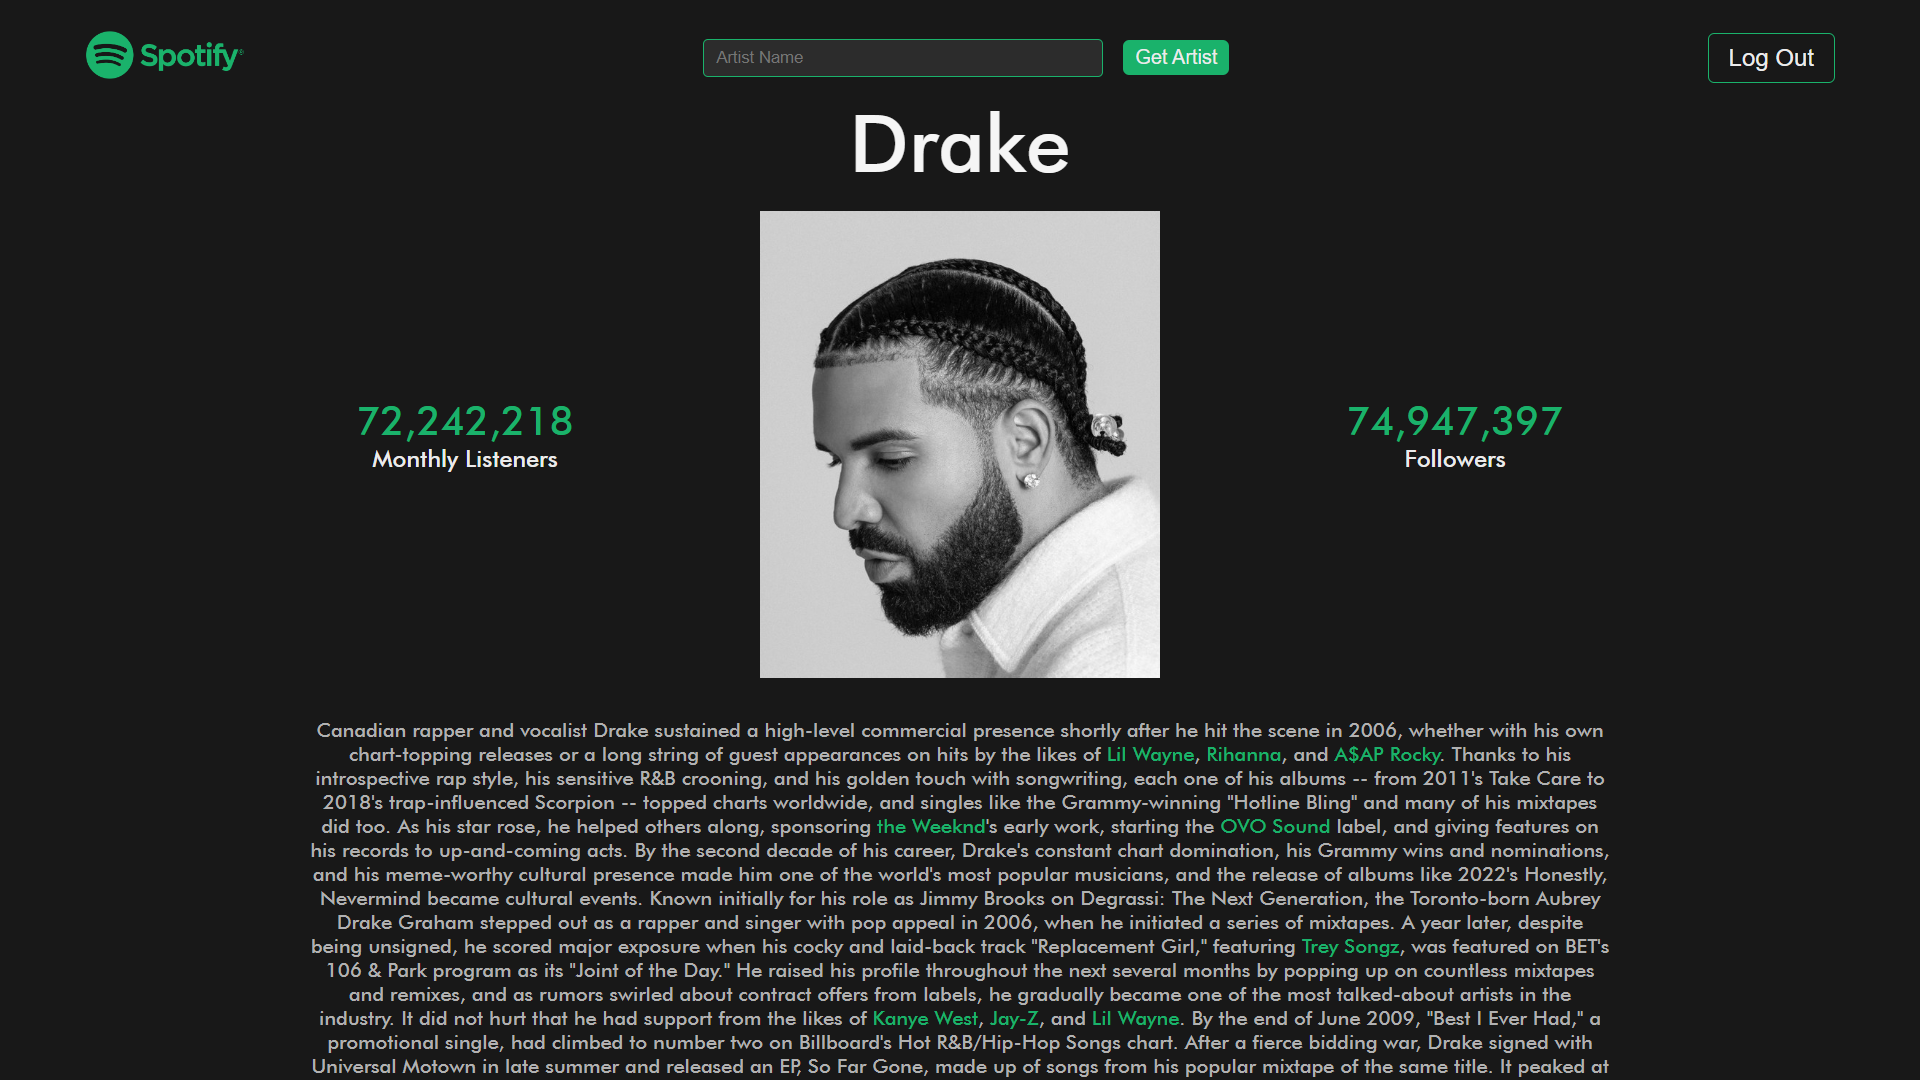 Spotify®
Artist Name
Get Artist
Log Out
Drake
72,242,218
Monthly Listeners
74,947,397
Followers
Canadian rapper and vocalist Drake sustained a high-level commercial presence shortly after he hit the scene in 2006, whether with his own
chart-topping releases or a long string of guest appearances on hits by the likes of Lil Wayne, Rihanna, and A$AP Rocky. Thanks to his
introspective rap style, his sensitive R&B crooning, and his golden touch with songwriting, each one of his albums -- from 2011's Take Care to
2018's trap-influenced Scorpion -- topped charts worldwide, and singles like the Grammy-winning "Hotline Bling" and many of his mixtapes
did too. As his star rose, he helped others along, sponsoring the Weeknd's early work, starting the OVO Sound label, and giving features on
his records to up-and-coming acts. By the second decade of his career, Drake's constant chart domination, his Grammy wins and nominations,
and his meme-worthy cultural presence made him one of the world's most popular musicians, and the release of albums like 2022's Honestly,
Nevermind became cultural events. Known initially for his role as Jimmy Brooks on Degrassi: The Next Generation, the Toronto-born Aubrey
Drake Graham stepped out as a rapper and singer with pop appeal in 2006, when he initiated a series of mixtapes. A year later, despite
being unsigned, he scored major exposure when his cocky and laid-back track "Replacement Girl," featuring Trey Songz, was featured on BET's
106 & Park program as its "Joint of the Day." He raised his profile throughout the next several months by popping up on countless mixtapes
and remixes, and as rumors swirled about contract offers from labels, he gradually became one of the most talked-about artists in the
industry. It did not hurt that he had support from the likes of Kanye West, Jay-Z, and Lil Wayne. By the end of June 2009, "Best I Ever Had," a
promotional single, had climbed to number two on Billboard's Hot R&B/Hip-Hop Songs chart. After a fierce bidding war, Drake signed with
Universal Motown in late summer and released an EP, So Far Gone, made up of songs from his popular mixtape of the same title. It peaked at